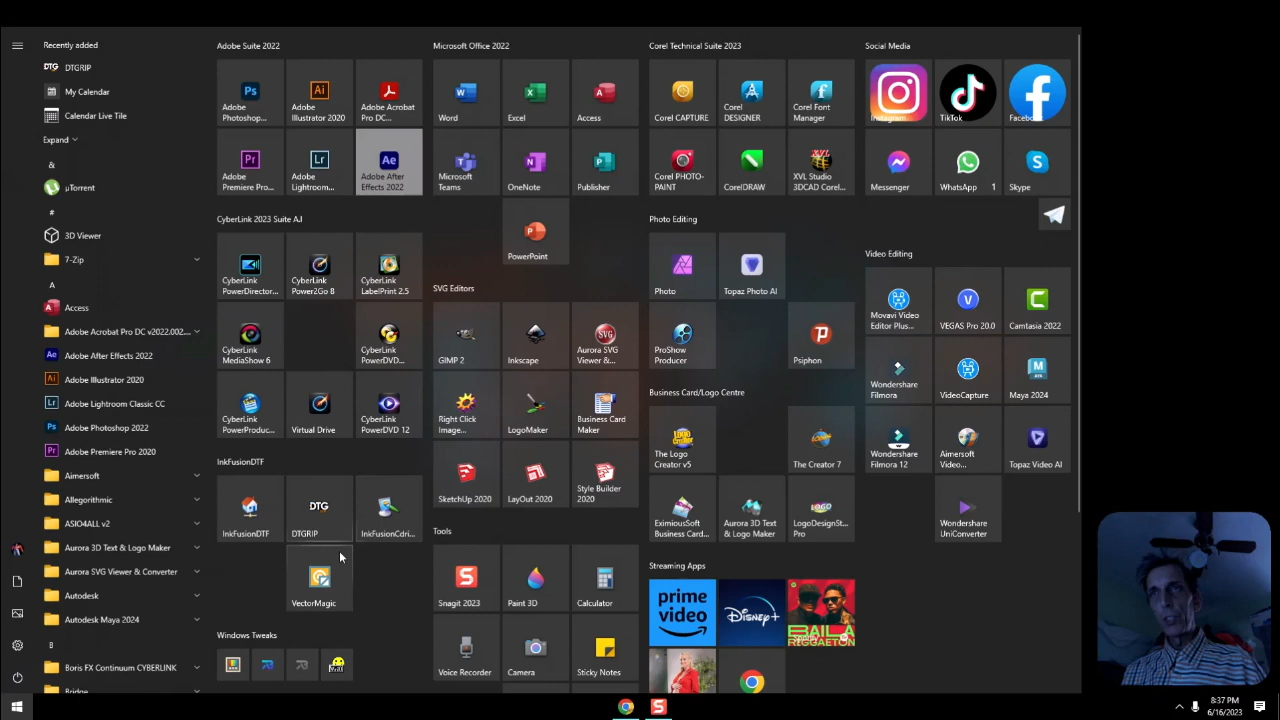 Recently added
DTG DTGRIP
My Calendar
Calendar Live Tile
Expand
&
µTorrent
#
3D Viewer
7-Zip
A
Access
Adobe Acrobat Pro DC v2022.002....
Adobe After Effects 2022
Adobe Illustrator 2020
Adobe Lightroom Classic CC
Adobe Photoshop 2022
Adobe Premiere Pro 2020
Aimersoft
Allegorithmic
ASIO4ALL v2
Aurora 3D Text & Logo Maker
Aurora SVG Viewer & Converter
Autodesk
Autodesk Maya 2024
B
Boris FX Continuum CYBERLINK
Bridge
Adobe Suite 2022
Adobe Photoshop...
Adobe Illustrator 2020
Adobe Acrobat Pro DC...
Adobe Premiere Pro...
Adobe Lightroom...
Adobe After Effects 2022
CyberLink 2023 Suite AJ
CyberLink PowerDirector...
CyberLink Power2Go 8
CyberLink LabelPrint 2.5
CyberLink MediaShow 6
CyberLink PowerDVD...
CyberLink PowerProduc...
Virtual Drive
CyberLink PowerDVD 12
InkFusionDTF
InkFusionDTF
DTG
DTGRIP
InkFusionCdri...
VectorMagic
Windows Tweaks
Microsoft Office 2022
Word
Excel
Access
Microsoft Teams
OneNote
Publisher
PowerPoint
SVG Editors
GIMP 2
Inkscape
Aurora SVG Viewer &...
Right Click Image...
LogoMaker
Business Card Maker
SketchUp 2020
LayOut 2020
Style Builder 2020
Tools
Snagit 2023
Paint 3D
Calculator
Voice Recorder
Camera
Sticky Notes
Corel Technical Suite 2023
Corel CAPTURE
Corel DESIGNER
Corel Font Manager
Corel PHOTO-PAINT
CorelDRAW
XVL Studio 3DCAD Corel...
Photo Editing
Photo
Topaz Photo AI
ProShow Producer
Psiphon
Business Card/Logo Centre
The Logo Creator v5
The Creator 7
EximiousSoft Business Card...
Aurora 3D Text & Logo Maker
LogoDesignSt... Pro
Streaming Apps
prime video
Disney+
BAILA REGGAETON
Social Media
Instagram
TikTok
Facebook
Messenger
WhatsApp 1
Skype
Video Editing
Movavi Video Editor Plus...
VEGAS Pro 20.0
Camtasia 2022
Wondershare Filmora
VideoCapture
Maya 2024
Wondershare Filmora 12
Aimersoft Video...
Topaz Video AI
Wondershare UniConverter
8:37 PM
6/16/2023